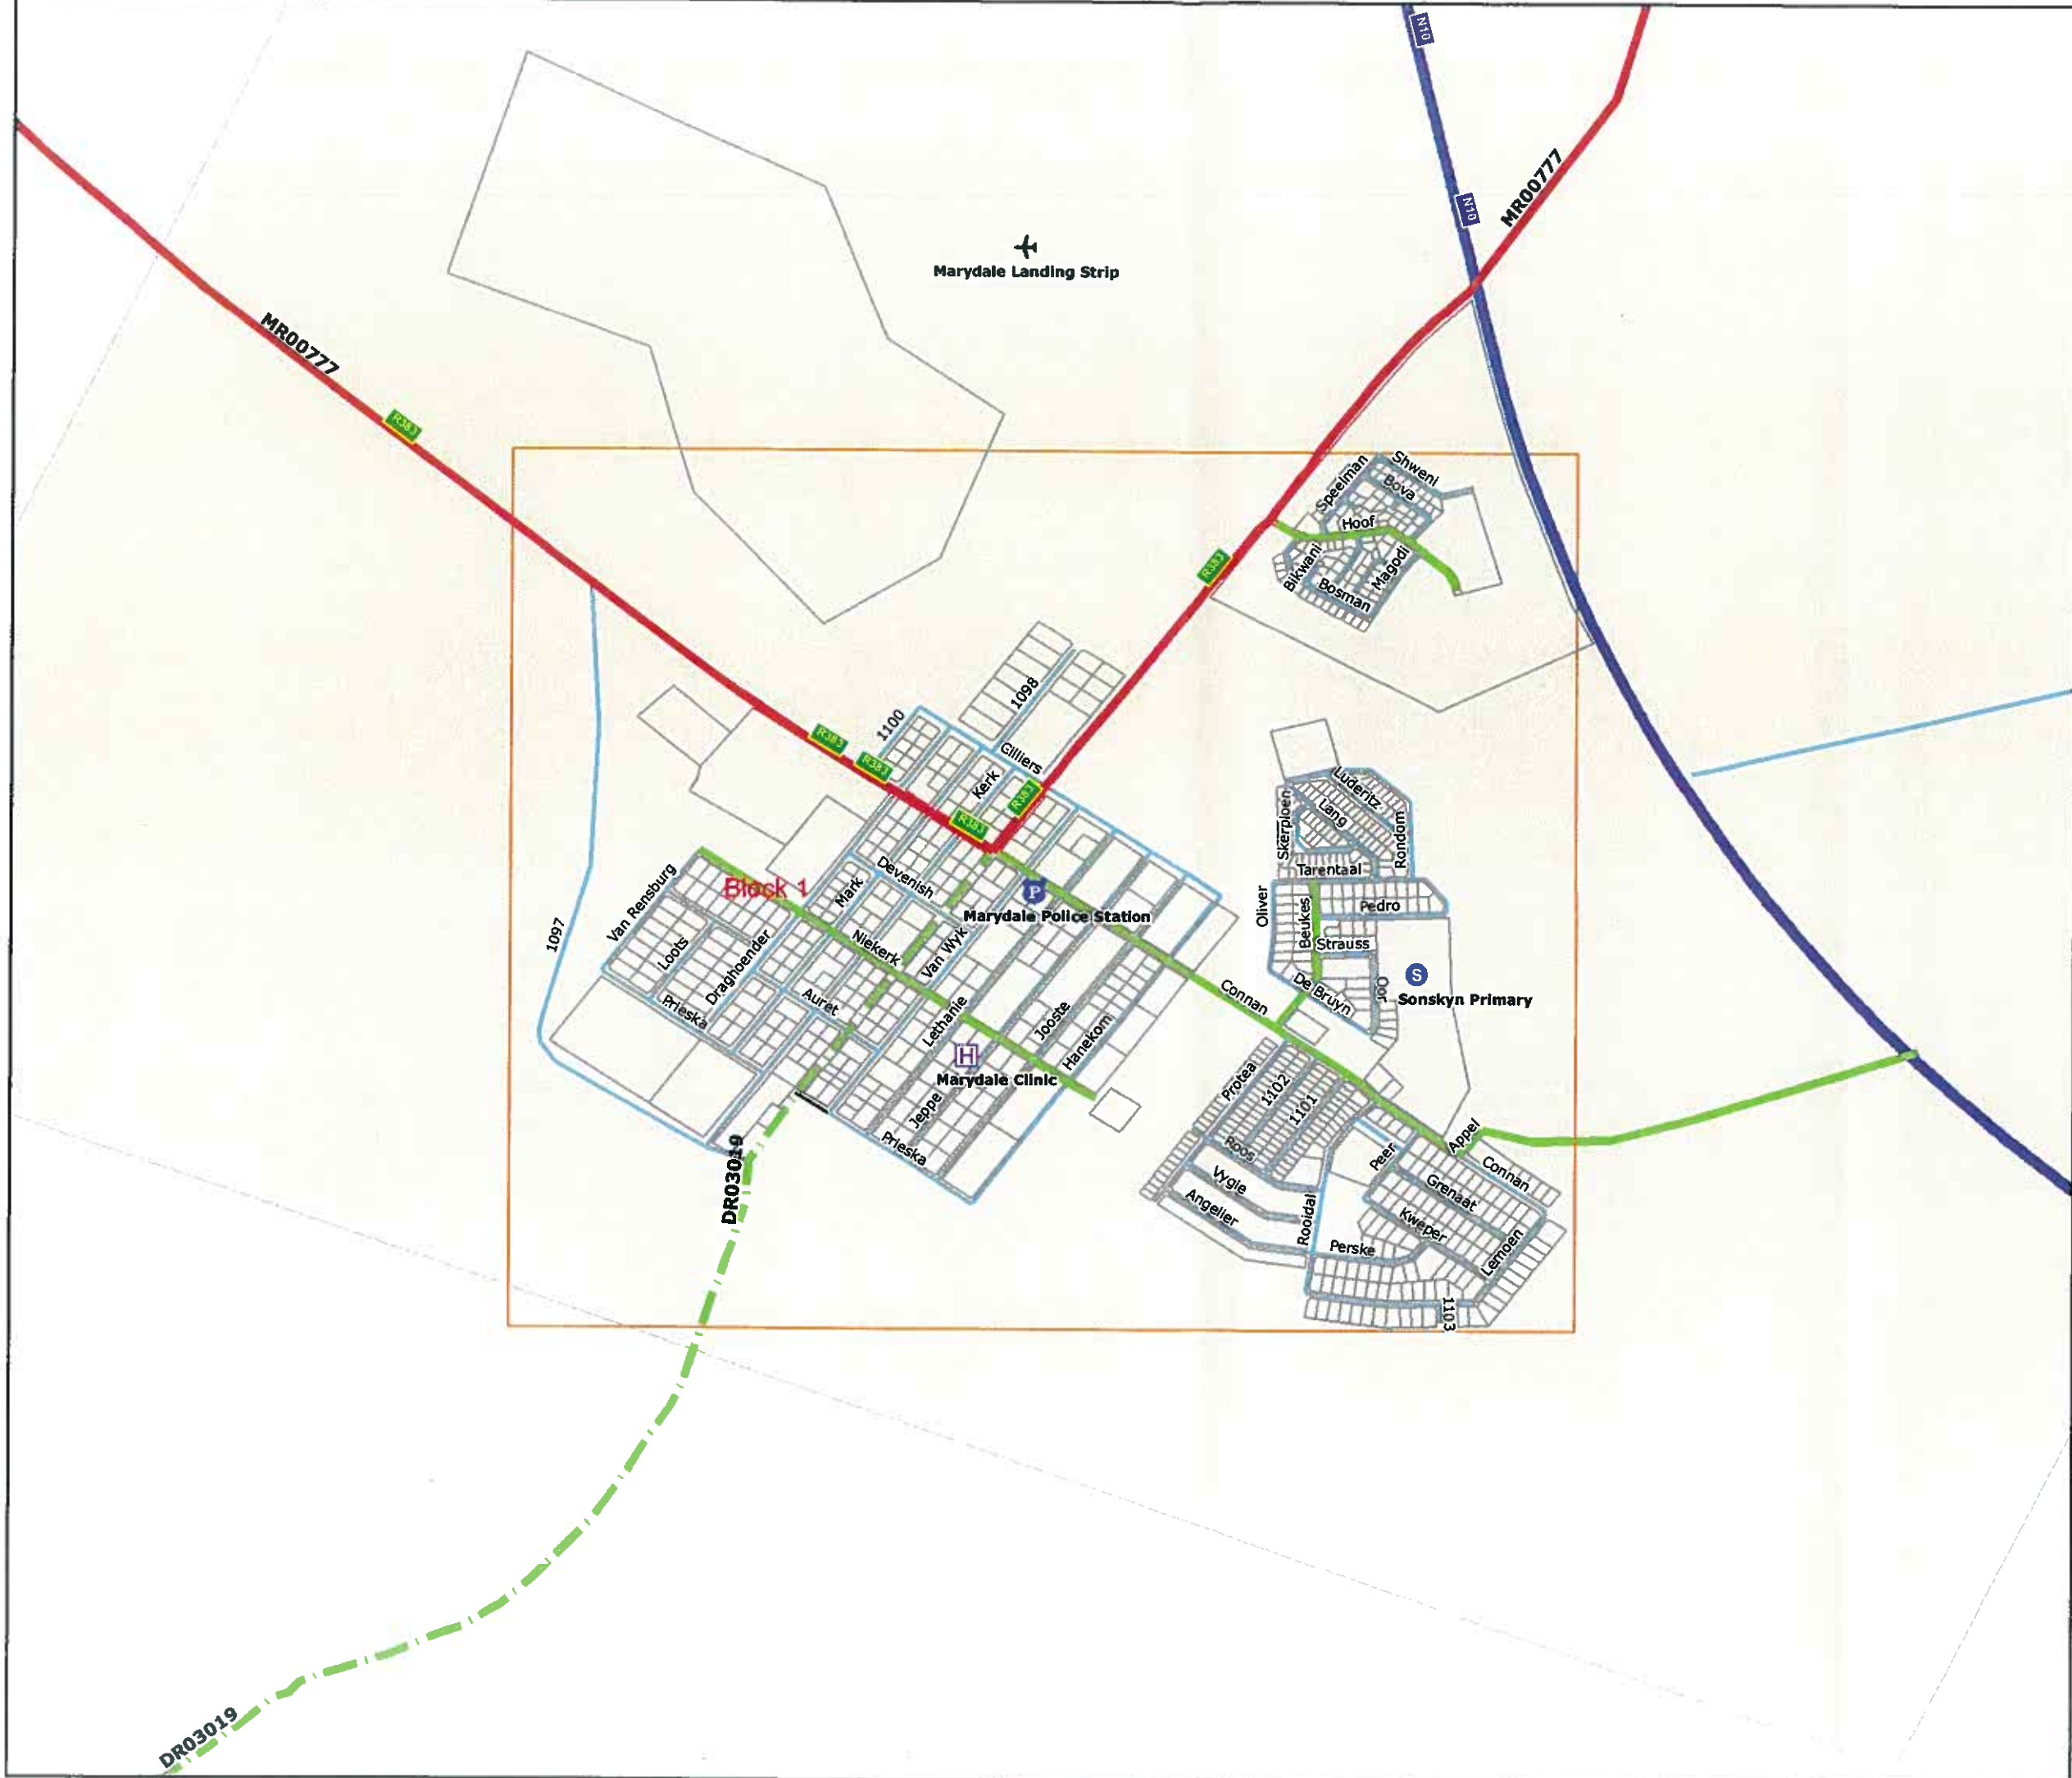 N10
N10
MR00777
Marydale Landing Strip
MR00777
R383
Shweni
Speelman
Bova
Hoof
R383
Bikwani
Magodi
Bosman
1098
1100
Gilliers
R383
R383
Kerk
R383
R383
Luderitz
Lang
Skerpioen
Rondom
Tarentaal
Devenish
Block 1
Mark
P
Marydale Police Station
Van Rensburg
Oliver
Beukes
Pedro
1097
Loots
Niekerk
Van Wyk
Strauss
Draghoender
S
Sonskyn Primary
Oor
De Bruyn
Connan
Auret
Prieska
Lethanie
Jooste
Hanekom
H
Marydale Clinic
Protea
1102
1101
Jeppe
Prieska
Roos
Appel
Peer
Connan
Vygie
Grenaat
Angelier
Rooidal
Kweper
Lemoen
Perske
1103
DR03019
DR03019